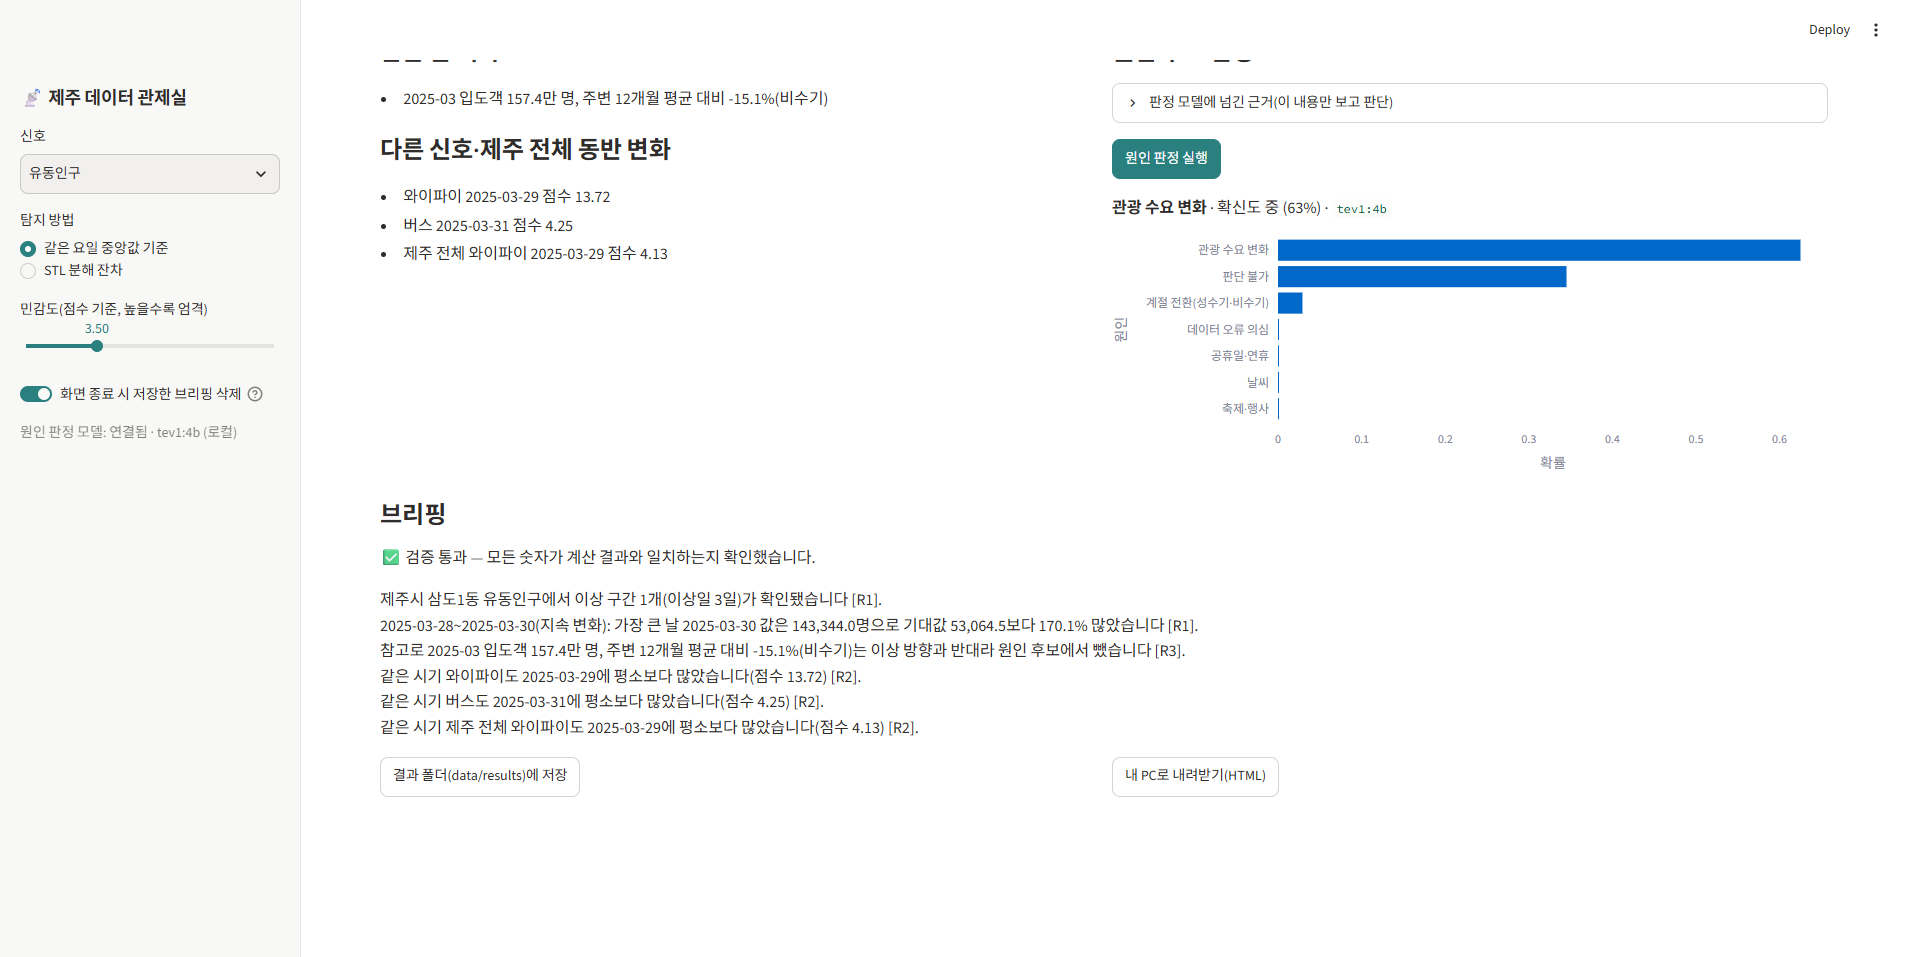 Deploy
제주 데이터 관제실
신호
유동인구
탐지 방법
같은 요일 중앙값 기준
STL 분해 잔차
민감도(점수 기준, 높을수록 엄격)
3.50
화면 종료 시 저장한 브리핑 삭제
원인 판정 모델: 연결됨 · tev1:4b (로컬)
• 2025-03 입도객 157.4만 명, 주변 12개월 평균 대비 -15.1%(비수기)
다른 신호·제주 전체 동반 변화
• 와이파이 2025-03-29 점수 13.72
• 버스 2025-03-31 점수 4.25
• 제주 전체 와이파이 2025-03-29 점수 4.13
판정 모델에 넘긴 근거(이 내용만 보고 판단)
원인 판정 실행
관광 수요 변화 · 확신도 중 (63%) · tev1:4b
관광 수요 변화
판단 불가
계절 전환(성수기·비수기)
데이터 오류 의심
공휴일·연휴
날씨
축제·행사
원인
0 0.1 0.2 0.3 0.4 0.5 0.6
확률
브리핑
✅ 검증 통과 — 모든 숫자가 계산 결과와 일치하는지 확인했습니다.
제주시 삼도1동 유동인구에서 이상 구간 1개(이상일 3일)가 확인됐습니다 [R1].
2025-03-28~2025-03-30(지속 변화): 가장 큰 날 2025-03-30 값은 143,344.0명으로 기대값 53,064.5보다 170.1% 많았습니다 [R1].
참고로 2025-03 입도객 157.4만 명, 주변 12개월 평균 대비 -15.1%(비수기)는 이상 방향과 반대라 원인 후보에서 뺐습니다 [R3].
같은 시기 와이파이도 2025-03-29에 평소보다 많았습니다(점수 13.72) [R2].
같은 시기 버스도 2025-03-31에 평소보다 많았습니다(점수 4.25) [R2].
같은 시기 제주 전체 와이파이도 2025-03-29에 평소보다 많았습니다(점수 4.13) [R2].
결과 폴더(data/results)에 저장
내 PC로 내려받기(HTML)